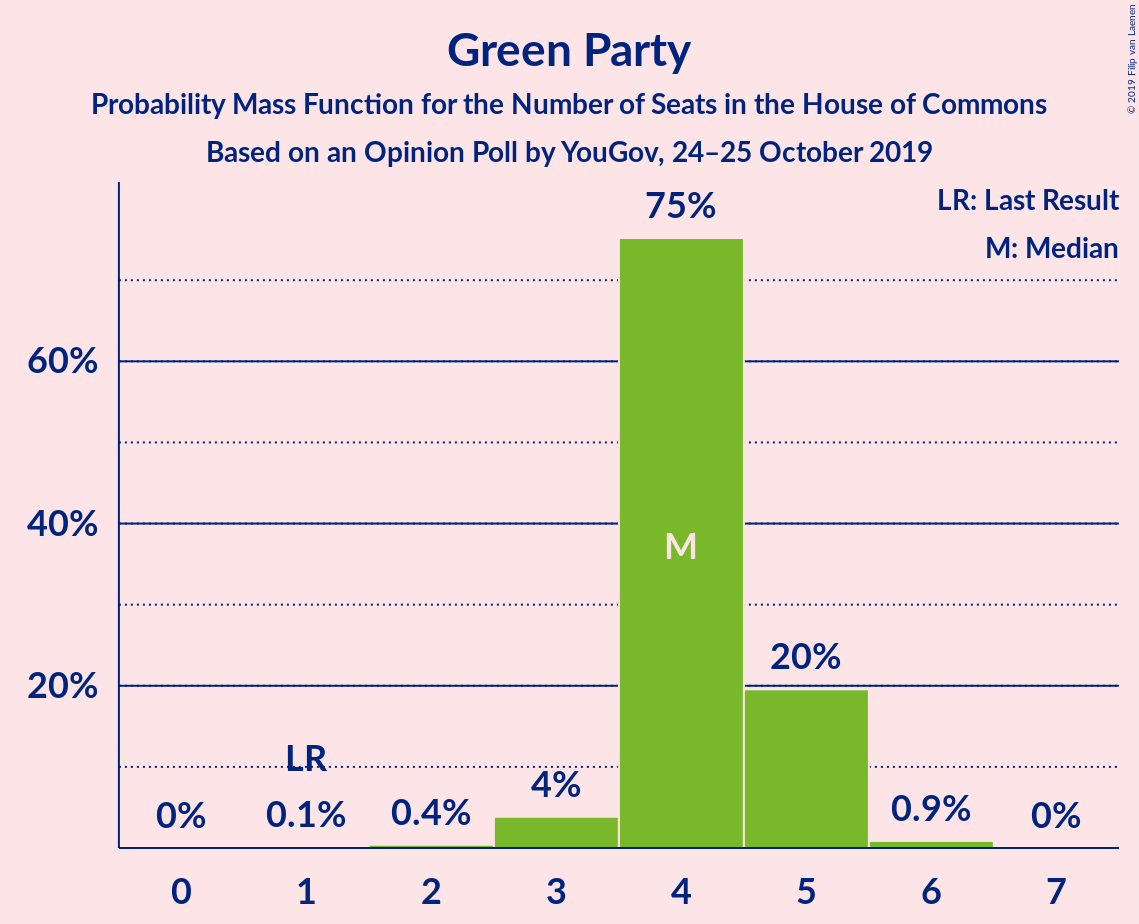 Green Party
Probability Mass Function for the Number of Seats in the House of Commons
Based on an Opinion Poll by YouGov, 24–25 October 2019
© 2019 Filip van Laenen
LR: Last Result
M: Median
75%
60%
40%
M
20%
20%
LR
4%
0% 0.1% 0.4% 0.9% 0%
0 1 2 3 4 5 6 7